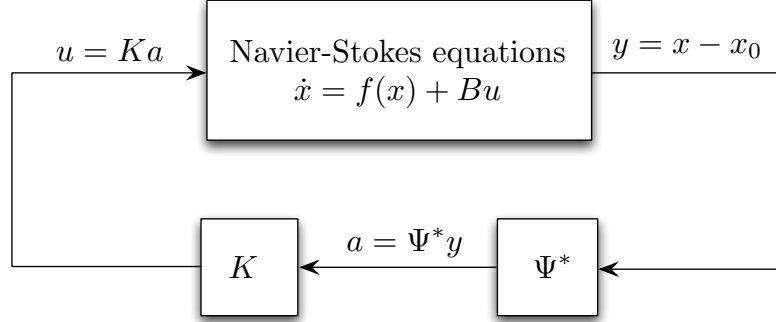 u = Ka
Navier-Stokes equations
ẋ = f(x) + Bu
y = x − x₀
K
a = Ψ*y
Ψ*